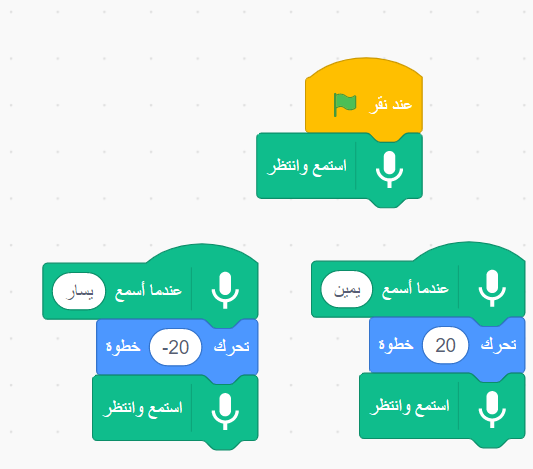 عند نقر
استمع وانتظر
عندما أسمع يمين
تحرك 20 خطوة
استمع وانتظر
عندما أسمع يسار
تحرك -20 خطوة
استمع وانتظر